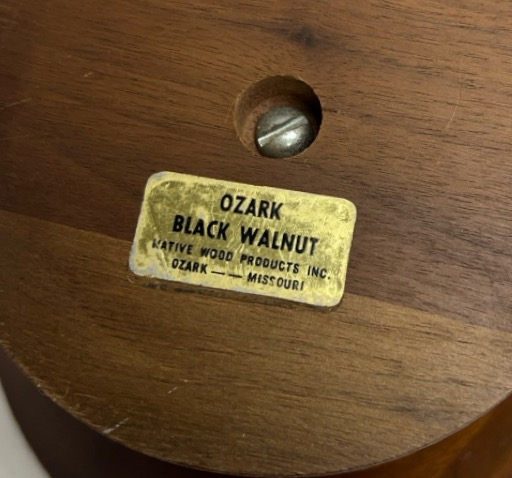 OZARK
BLACK WALNUT
NATIVE WOOD PRODUCTS INC.
OZARK — — MISSOURI